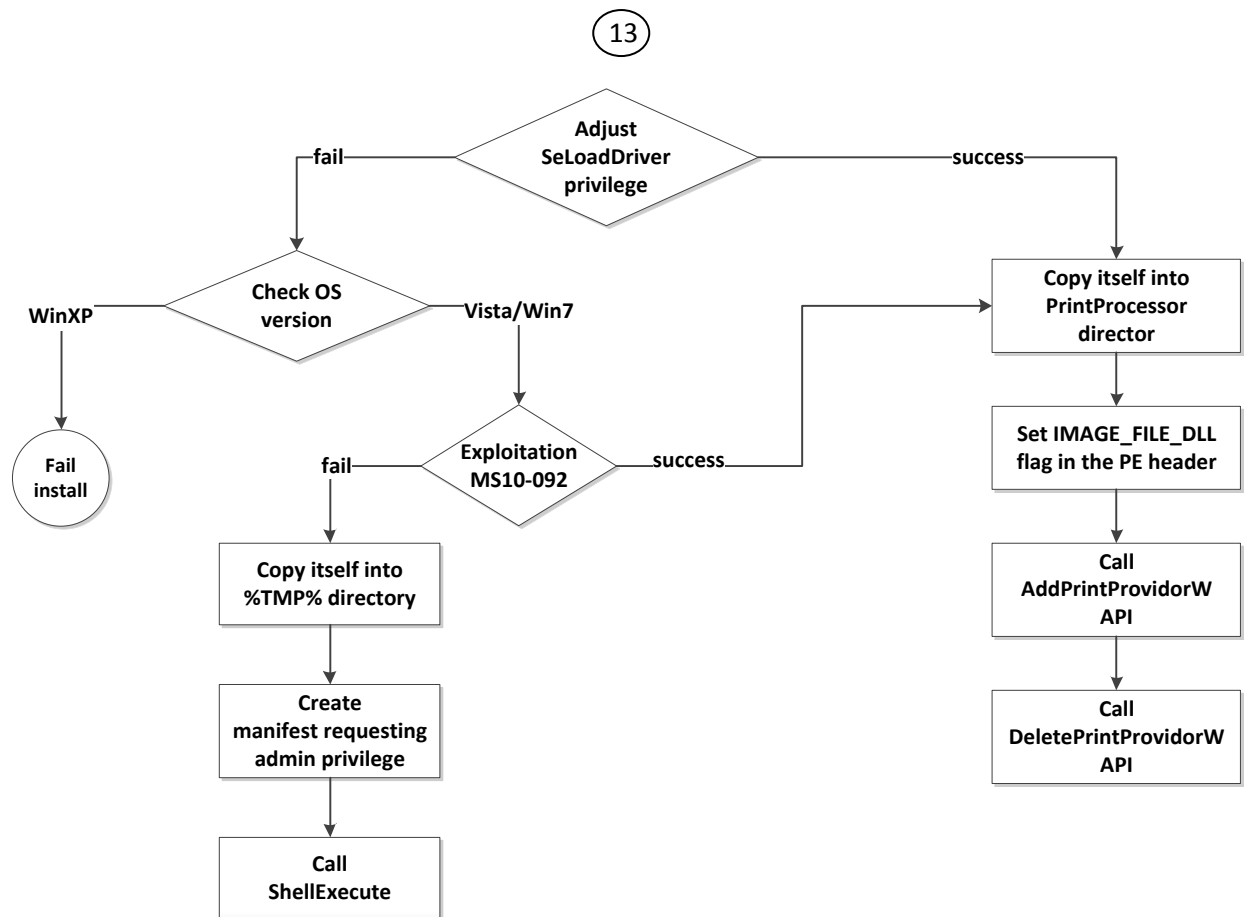 13
Adjust
SeLoadDriver
privilege
fail
success
Check OS
version
WinXP
Vista/Win7
Copy itself into
PrintProcessor
director
Fail
install
Exploitation
MS10-092
fail
success
Set IMAGE_FILE_DLL
flag in the PE header
Copy itself into
%TMP% directory
Call
AddPrintProvidorW
API
Create
manifest requesting
admin privilege
Call
DeletePrintProvidorW
API
Call
ShellExecute